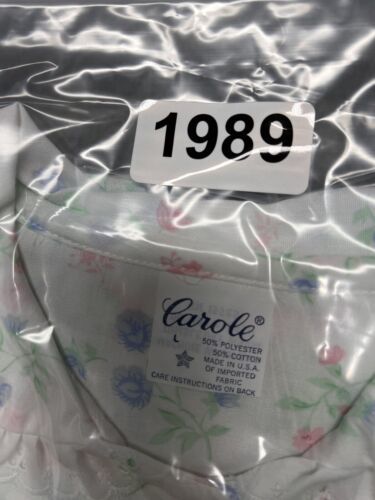 1989
Carole®
50% POLYESTER
50% COTTON
MADE IN U.S.A.
OF IMPORTED
FABRIC
CARE INSTRUCTIONS ON BACK